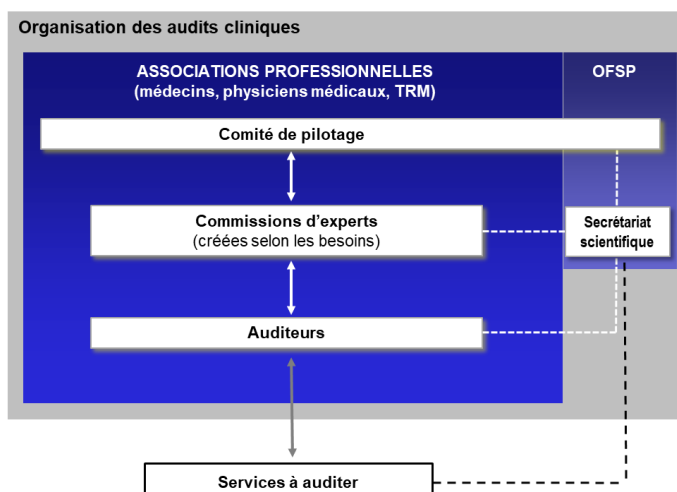 Organisation des audits cliniques
ASSOCIATIONS PROFESSIONNELLES
(médecins, physiciens médicaux, TRM)
OFSP
Comité de pilotage
Commissions d'experts
(créées selon les besoins)
Secrétariat
scientifique
Auditeurs
Services à auditer